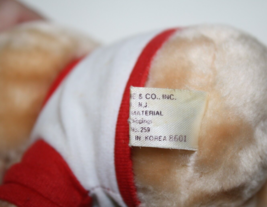 E & CO., INC.
N.J
MATERIAL
No. 259
IN KOREA 8601